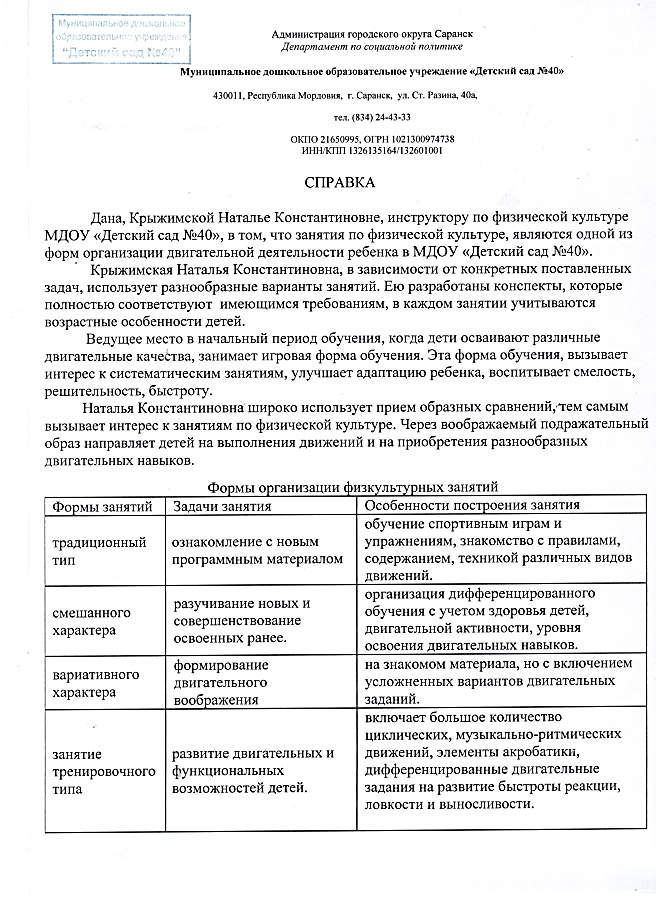 Муниципальное дошкольное
образовательное учреждение
"Детский сад №40"
Администрация городского округа Саранск
Департамент по социальной политике
Муниципальное дошкольное образовательное учреждение «Детский сад №40»
430011, Республика Мордовия, г. Саранск, ул. Ст. Разина, 40а,
тел. (834) 24-43-33
ОКПО 21650995, ОГРН 1021300974738
ИНН/КПП 1326135164/132601001
СПРАВКА
Дана, Крыжимской Наталье Константиновне, инструктору по физической культуре
МДОУ «Детский сад №40», в том, что занятия по физической культуре, являются одной из
форм организации двигательной деятельности ребенка в МДОУ «Детский сад №40».
Крыжимская Наталья Константиновна, в зависимости от конкретных поставленных
задач, использует разнообразные варианты занятий. Ею разработаны конспекты, которые
полностью соответствуют имеющимся требованиям, в каждом занятии учитываются
возрастные особенности детей.
Ведущее место в начальный период обучения, когда дети осваивают различные
двигательные качества, занимает игровая форма обучения. Эта форма обучения, вызывает
интерес к систематическим занятиям, улучшает адаптацию ребенка, воспитывает смелость,
решительность, быстроту.
Наталья Константиновна широко использует прием образных сравнений, тем самым
вызывает интерес к занятиям по физической культуре. Через воображаемый подражательный
образ направляет детей на выполнения движений и на приобретения разнообразных
двигательных навыков.
Формы организации физкультурных занятий
Формы занятий Задачи занятия Особенности построения занятия
традиционный
тип
ознакомление с новым
программным материалом
обучение спортивным играм и
упражнениям, знакомство с правилами,
содержанием, техникой различных видов
движений.
смешанного
характера
разучивание новых и
совершенствование
освоенных ранее.
организация дифференцированного
обучения с учетом здоровья детей,
двигательной активности, уровня
освоения двигательных навыков.
вариативного
характера
формирование
двигательного
воображения
на знакомом материала, но с включением
усложненных вариантов двигательных
заданий.
занятие
тренировочного
типа
развитие двигательных и
функциональных
возможностей детей.
включает большое количество
циклических, музыкально-ритмических
движений, элементы акробатики,
дифференцированные двигательные
задания на развитие быстроты реакции,
ловкости и выносливости.